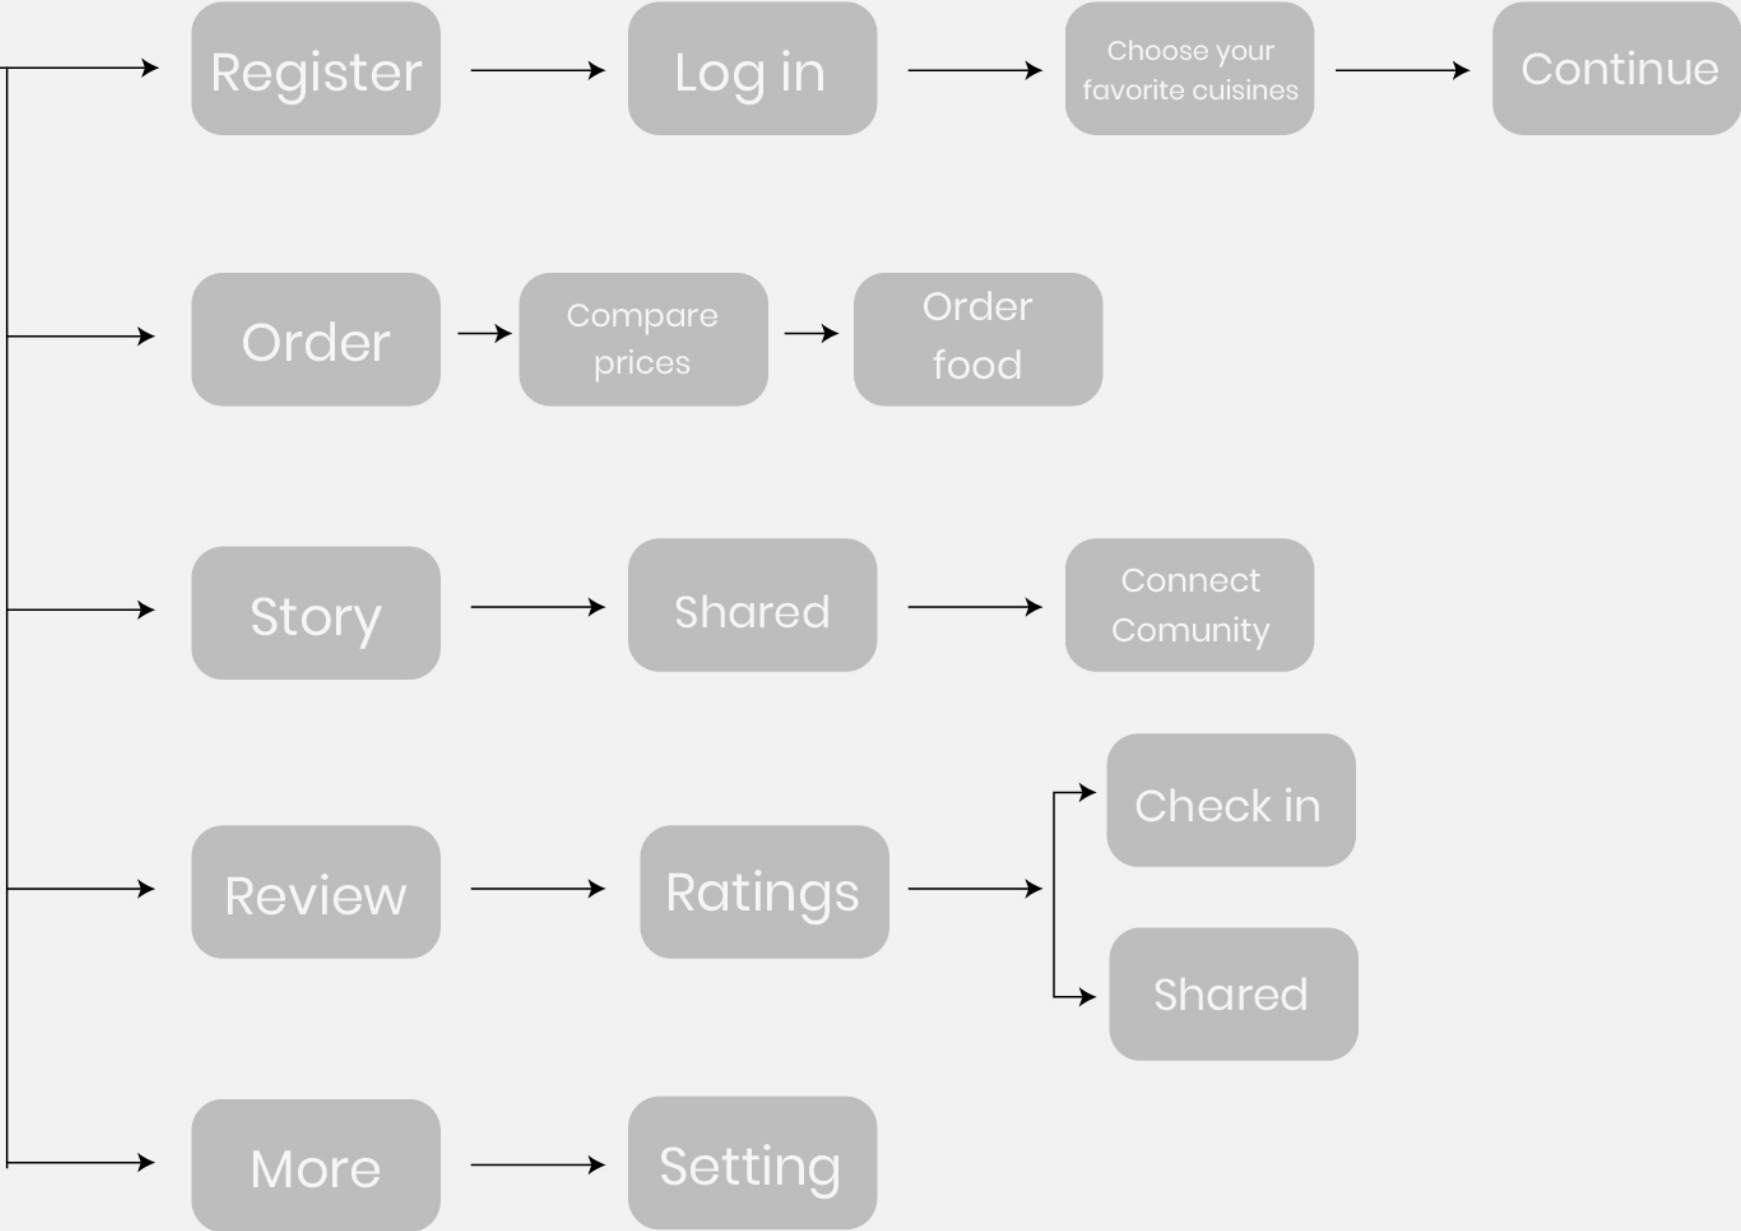 Register
Log in
Choose your
favorite cuisines
Continue
Order
Compare
prices
Order
food
Story
Shared
Connect
Comunity
Review
Ratings
Check in
Shared
More
Setting